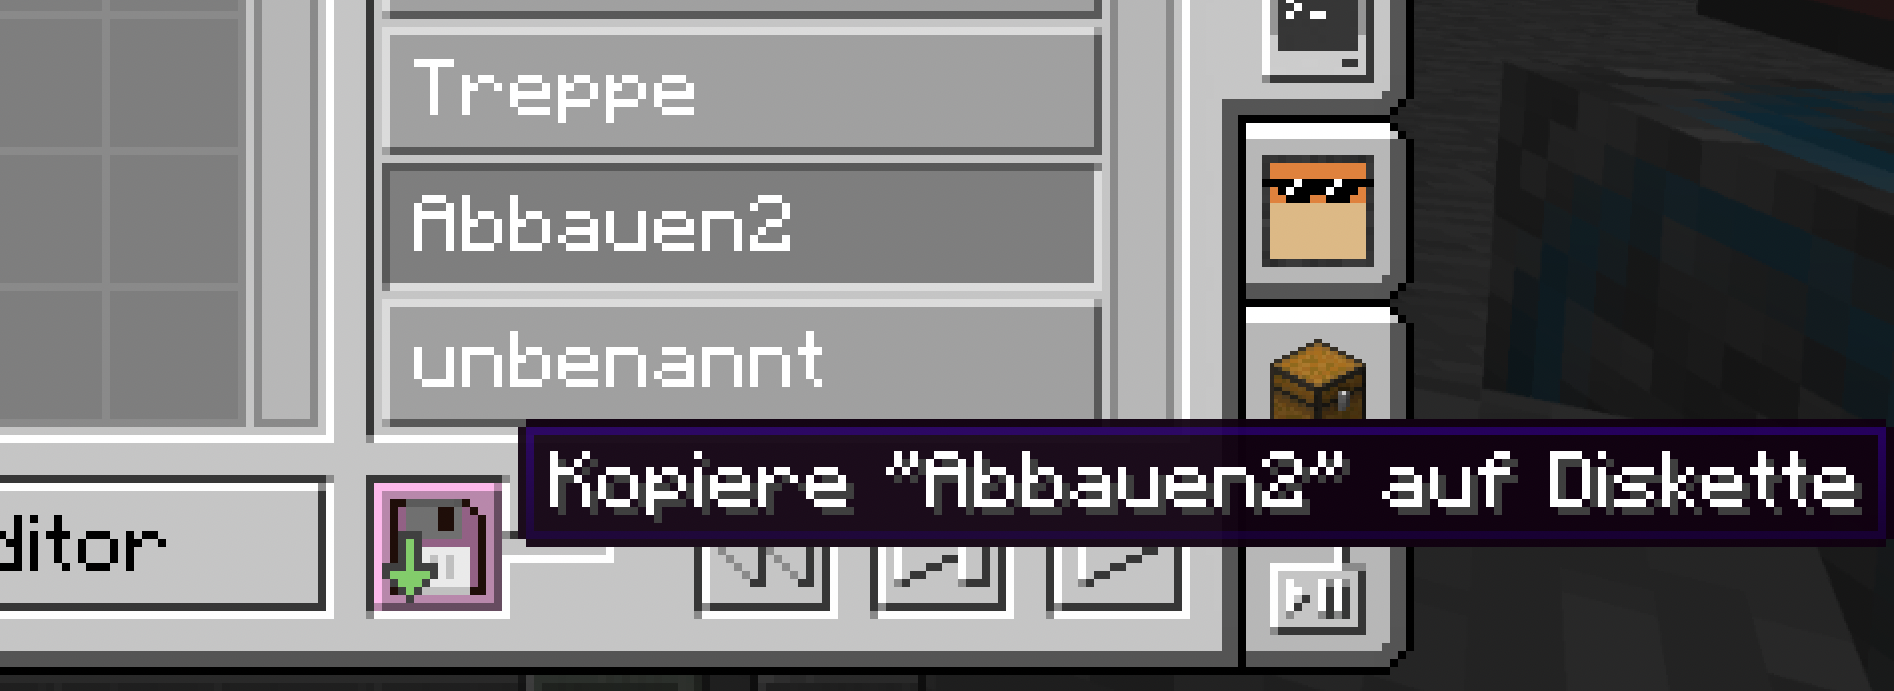 Treppe
Abbauen2
unbenannt
Kopiere "Abbauen2" auf Diskette
ditor